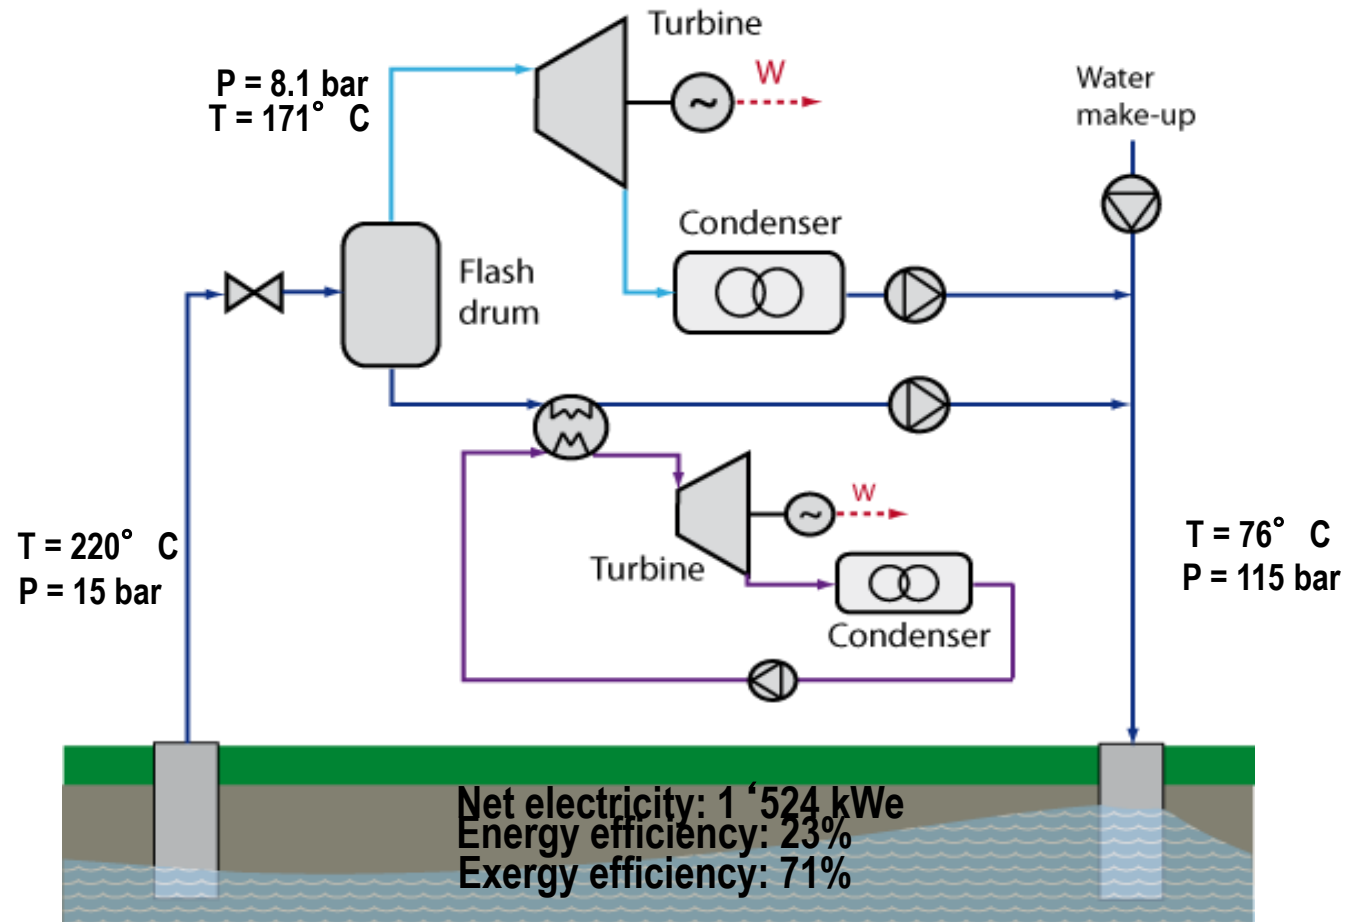 Turbine
P = 8.1 bar
T = 171° C
W
Water
make-up
Condenser
Flash
drum
W
Turbine
T = 220° C
P = 15 bar
T = 76° C
P = 115 bar
Condenser
Net electricity: 1 ‘524 kWe
Energy efficiency: 23%
Exergy efficiency: 71%